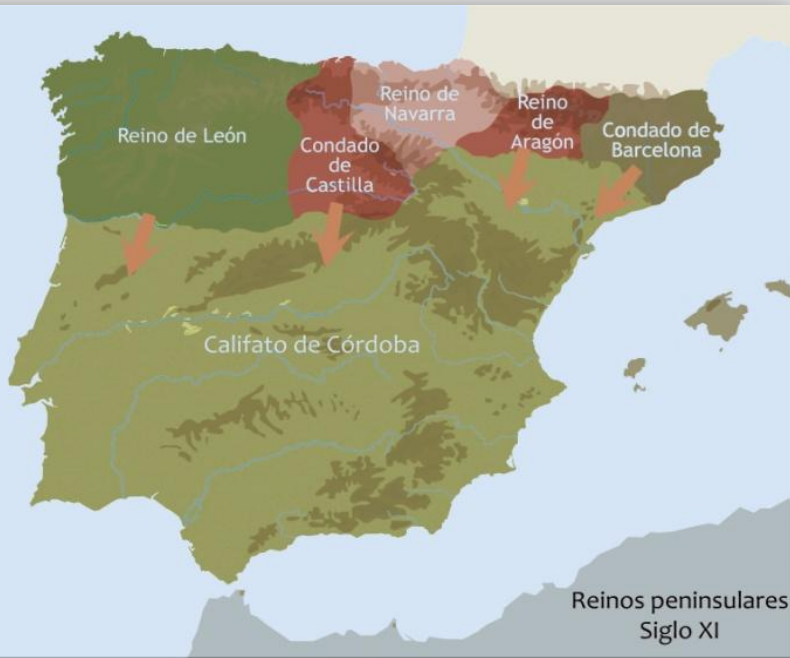 Reino de León
Condado
de
Castilla
Reino de
Navarra
Reino
de
Aragón
Condado de
Barcelona
Califato de Córdoba
Reinos peninsulares
Siglo XI